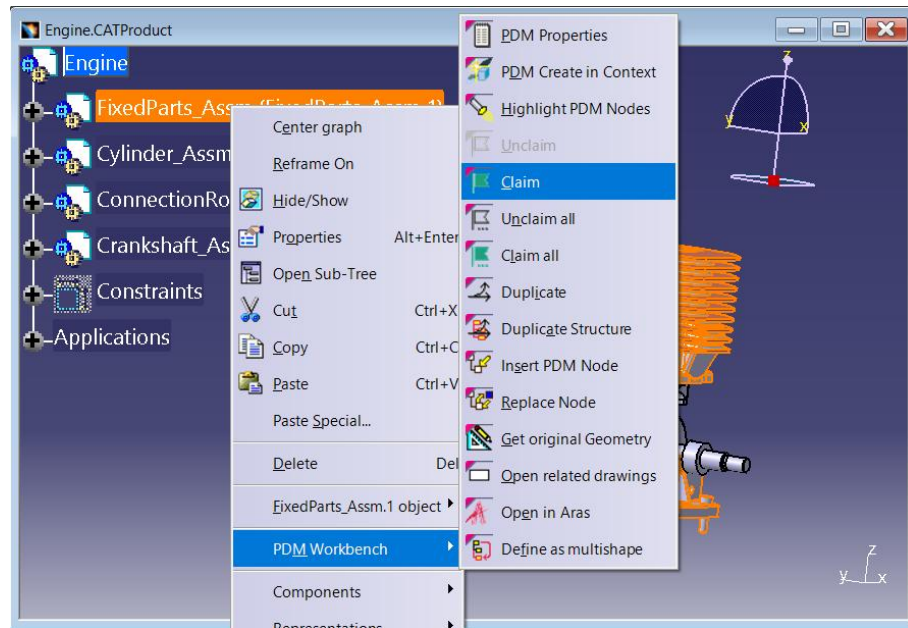 Engine.CATProduct
Engine
FixedParts_Assm (FixedParts_Assm.1)
Cylinder_Assm
ConnectionRo
Crankshaft_As
Constraints
Applications
Center graph
Reframe On
Hide/Show
Properties Alt+Enter
Open Sub-Tree
Cut Ctrl+X
Copy Ctrl+C
Paste Ctrl+V
Paste Special...
Delete Del
FixedParts_Assm.1 object
PDM Workbench
Components
Representations
PDM Properties
PDM Create in Context
Highlight PDM Nodes
Unclaim
Claim
Unclaim all
Claim all
Duplicate
Duplicate Structure
Insert PDM Node
Replace Node
Get original Geometry
Open related drawings
Open in Aras
Define as multishape
z
y x
z
y x